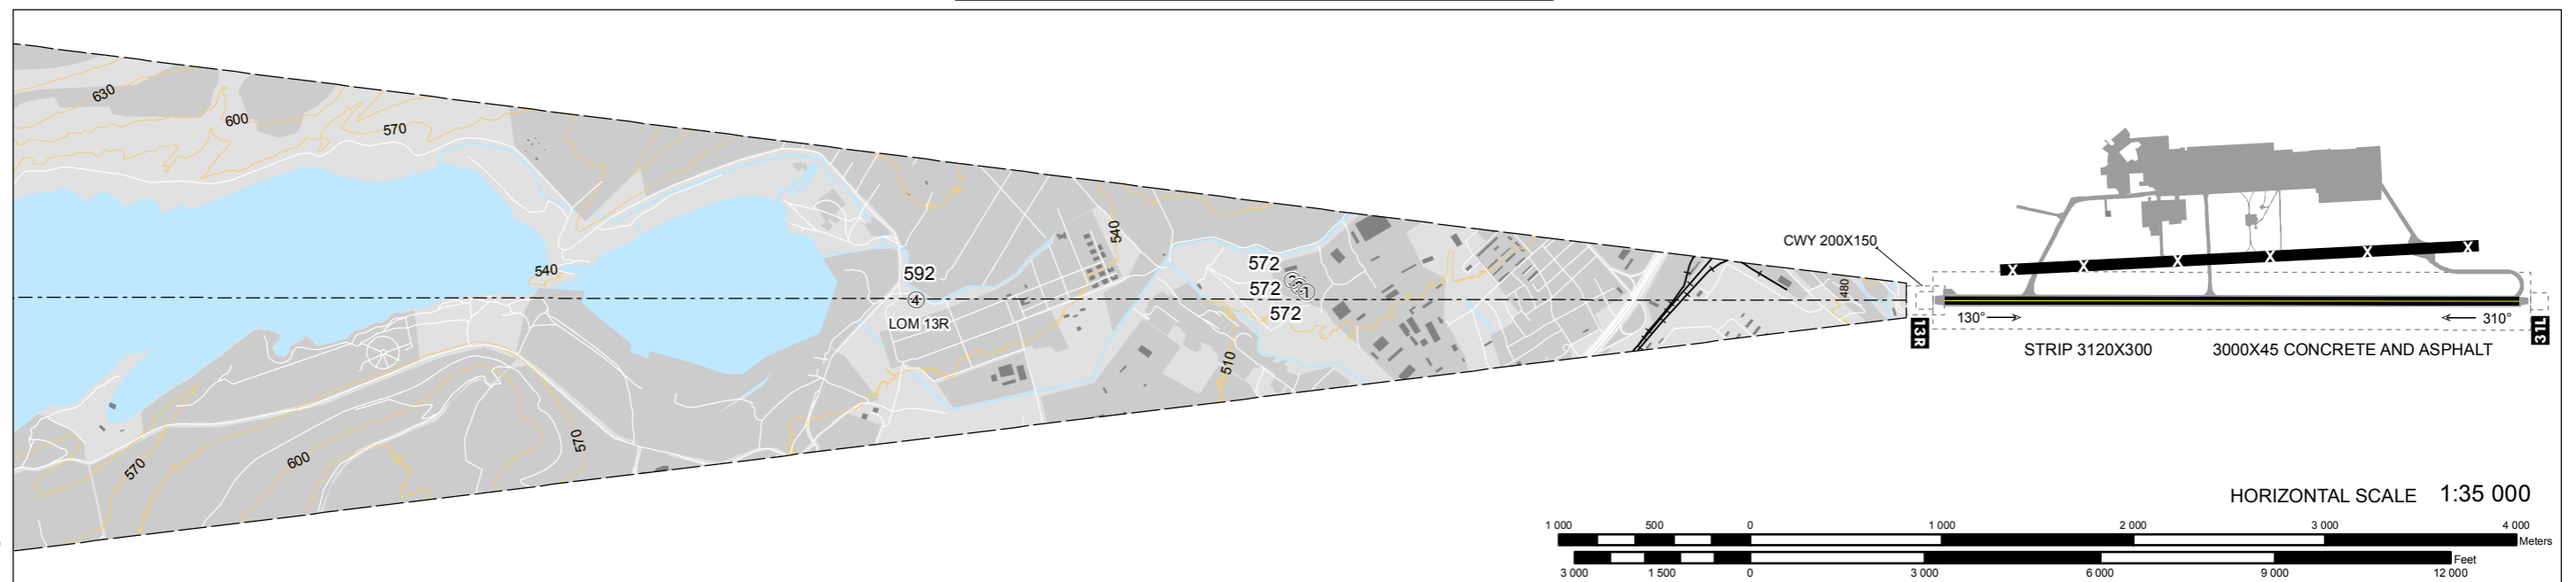 630
600
570
540
540
592
4
LOM 13R
572
572
572
1
510
480
570
600
570
CWY 200X150
13R
130°
310°
31L
STRIP 3120X300
3000X45 CONCRETE AND ASPHALT
X X X X X X
HORIZONTAL SCALE 1:35 000
1 000 500 0 1 000 2 000 3 000 4 000
Meters
Feet
3 000 1 500 0 3 000 6 000 9 000 12 000